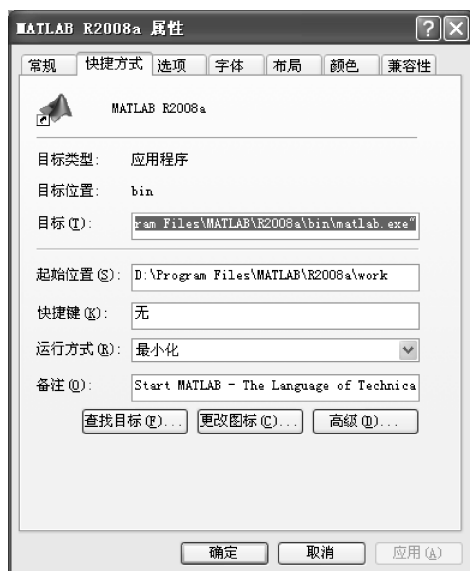 MATLAB R2008a 属性
常规 快捷方式 选项 字体 布局 颜色 兼容性
MATLAB R2008a
目标类型: 应用程序
目标位置: bin
目标(T): ram Files\MATLAB\R2008a\bin\matlab.exe"
起始位置(S): D:\Program Files\MATLAB\R2008a\work
快捷键(K): 无
运行方式(R): 最小化
备注(O): Start MATLAB - The Language of Technica
查找目标(F)... 更改图标(C)... 高级(D)...
确定 取消 应用(A)